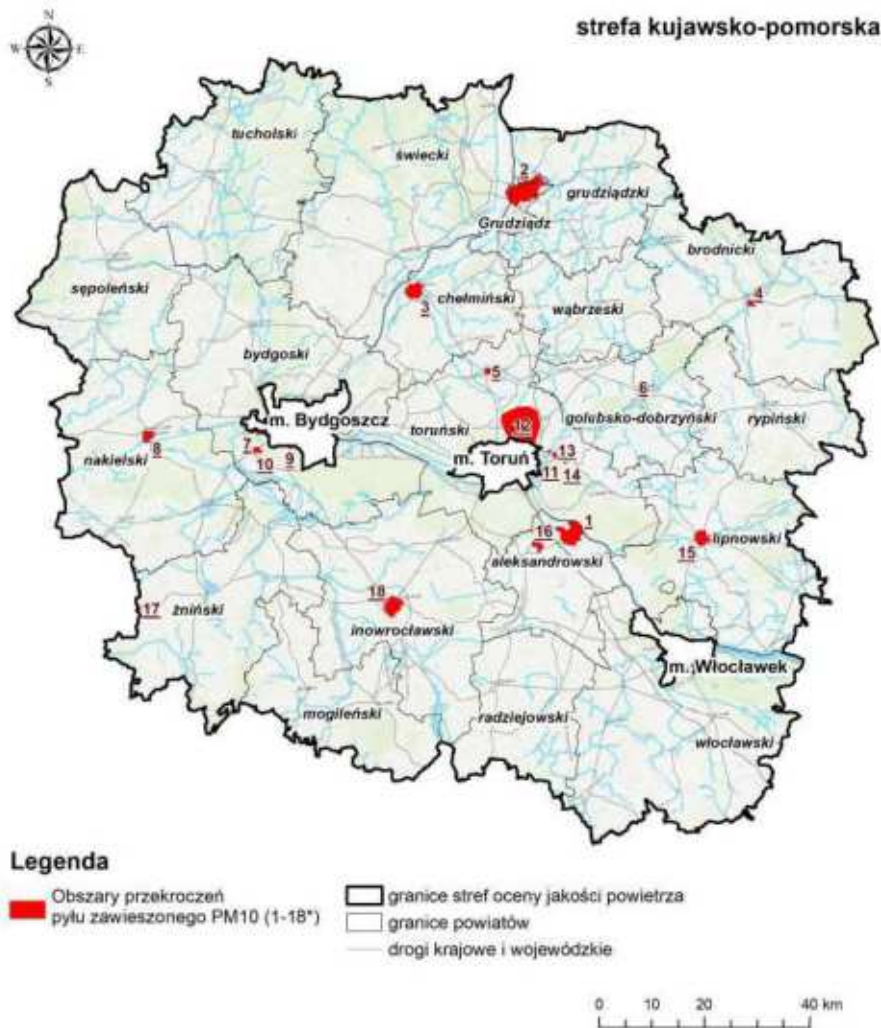 strefa kujawsko-pomorska
N
W E
S
tucholski
świecki
2
grudziądzki
Grudziądz
brodnicki
sępoleński
3
chełmiński
4
wąbrzeski
bydgoski
5
6
m. Bydgoszcz
toruński
12
golubsko-dobrzyński
rypiński
nakielski
8
7
10
9
m. Toruń
13
11
14
1
16
aleksandrowski
15
lipnowski
17
żniński
18
inowrocławski
m. Włocławek
mogileński
radziejowski
włocławski
Legenda
Obszary przekroczeń
pyłu zawieszonego PM10 (1-18*)
granice stref oceny jakości powietrza
granice powiatów
drogi krajowe i wojewódzkie
0 10 20 40 km